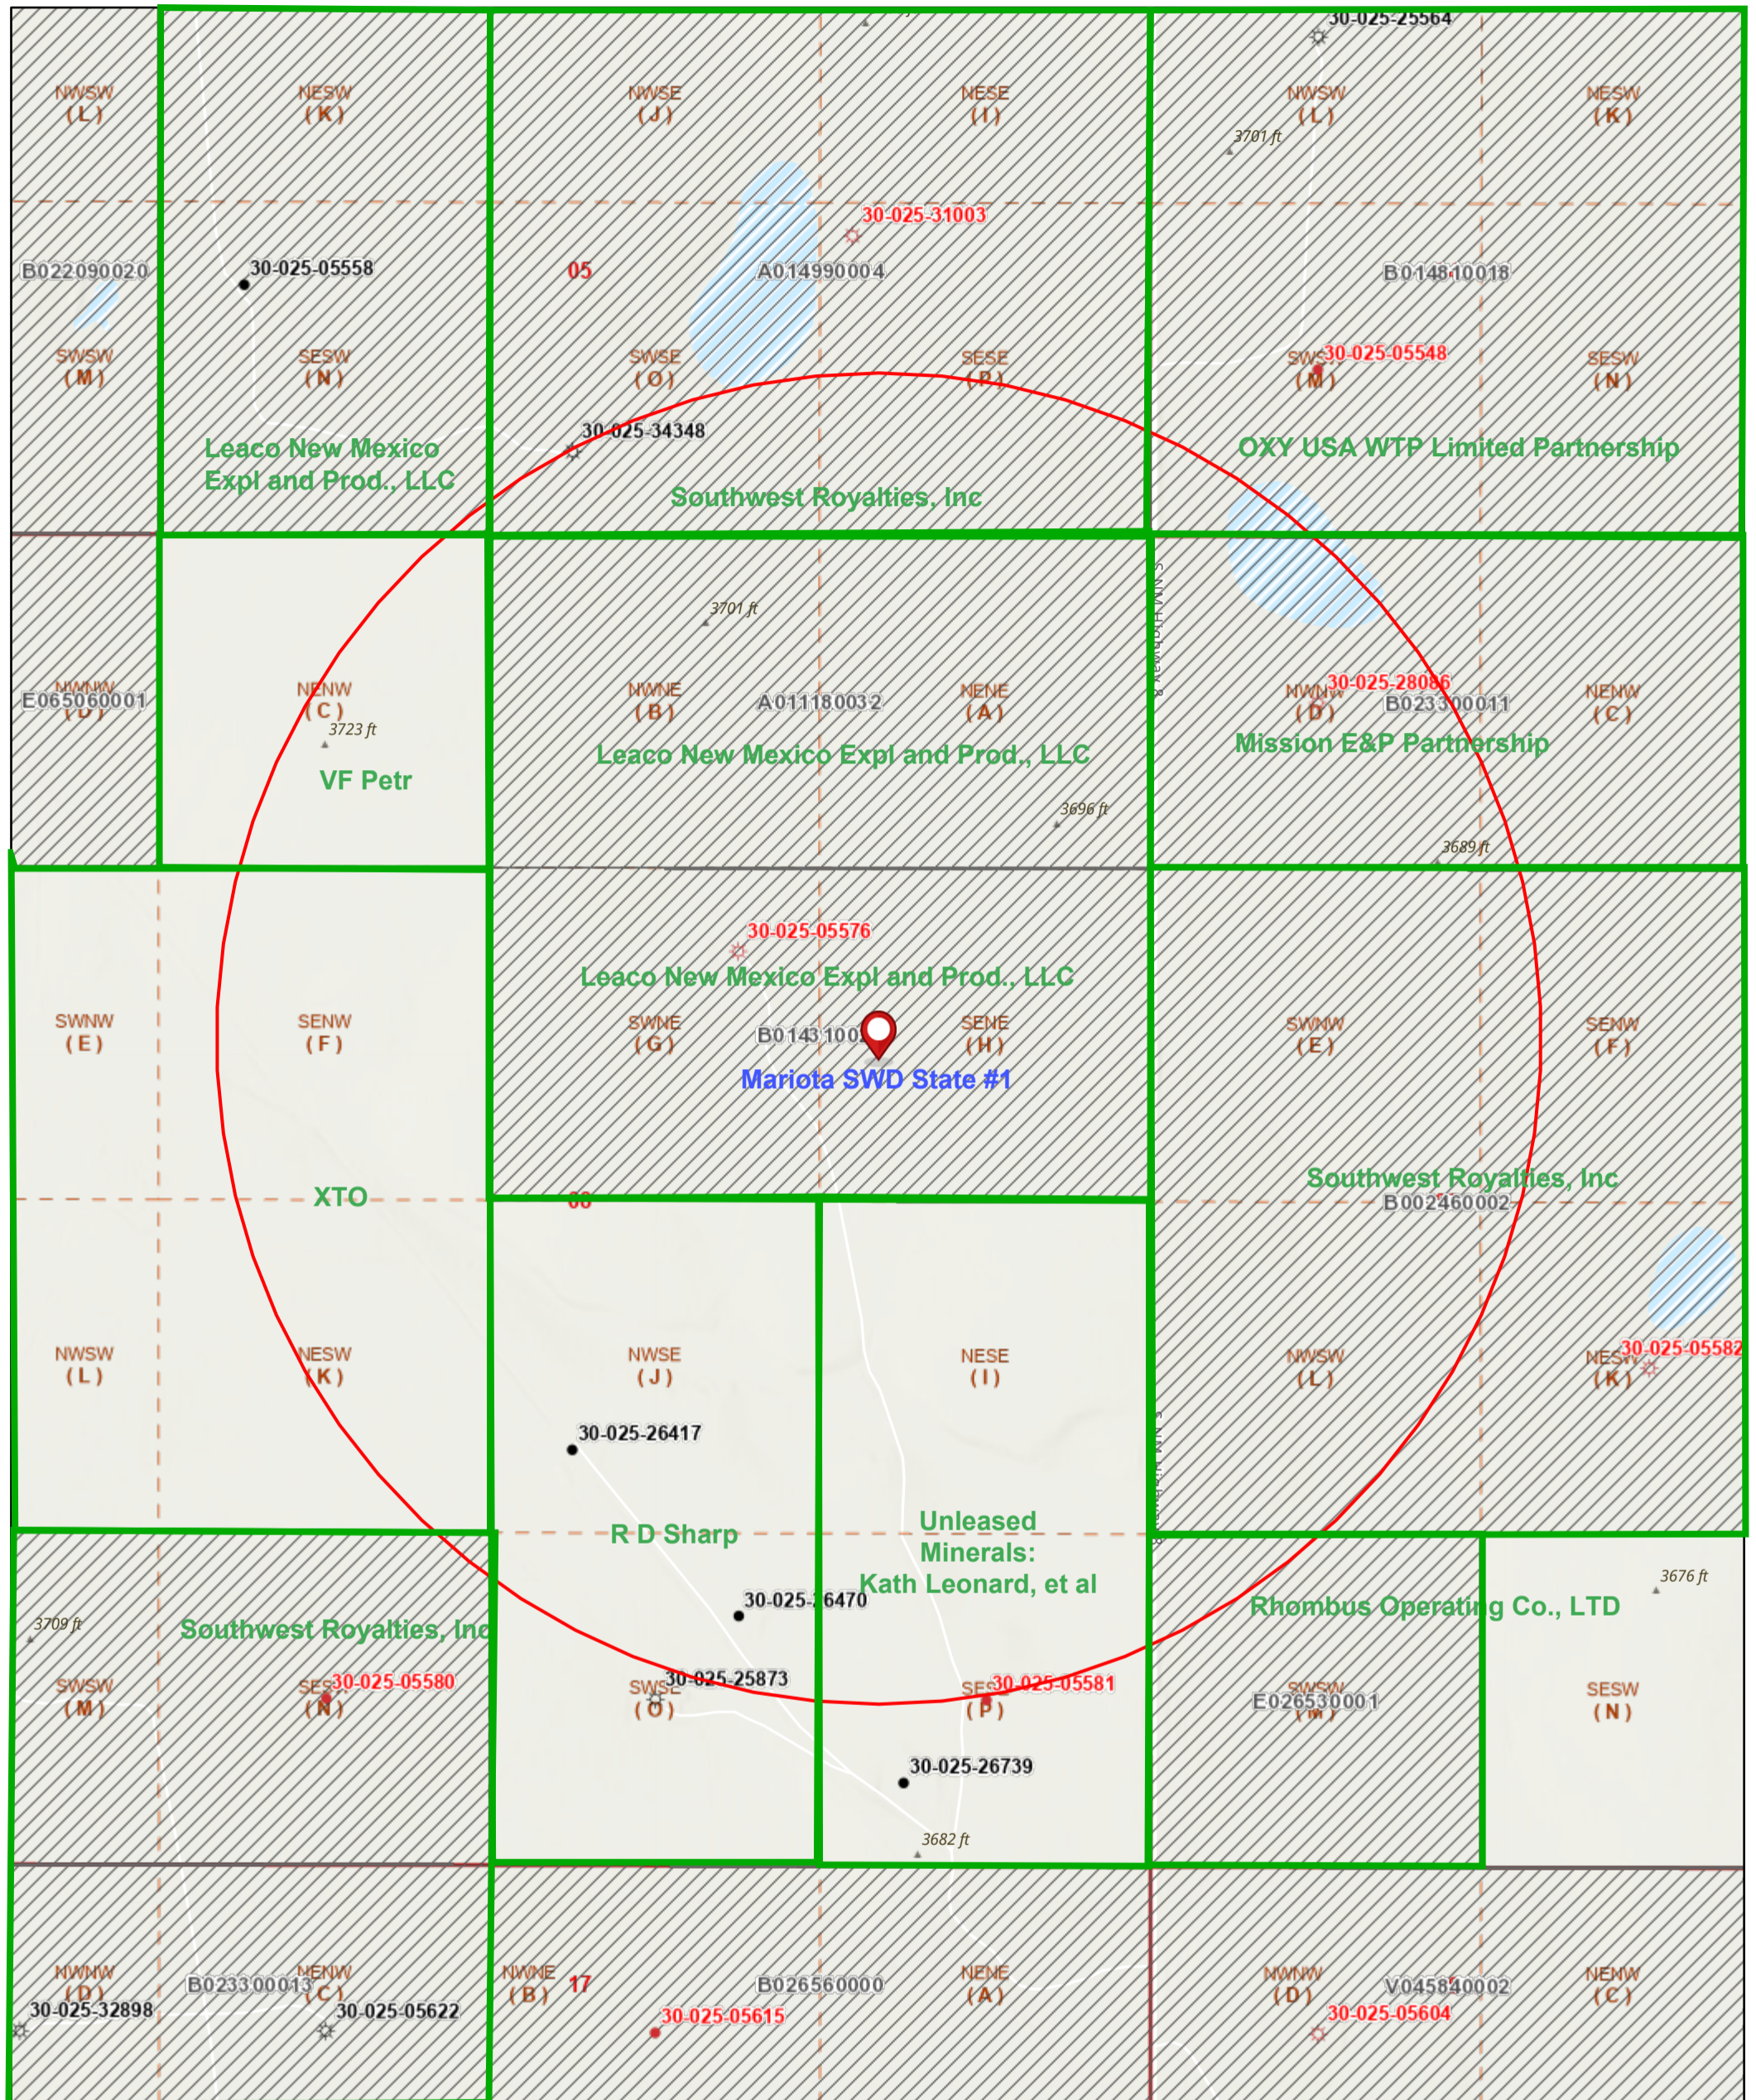 30-025-25564
NWSW
(L)
NESW
(K)
NWSE
(J)
NESE
(I)
NWSW
(L)
NESW
(K)
3701 ft
30-025-31003
B022090020
30-025-05558
05
A014990004
B014810018
SWSW
(M)
SESW
(N)
SWSE
(O)
SESE
(P)
30-025-05548
(M)
SESW
(N)
30-025-34348
Leaco New Mexico
Expl and Prod., LLC
Southwest Royalties, Inc
OXY USA WTP Limited Partnership
3701 ft
NWNW
E065060001
(D)
NENW
(C)
3723 ft
VF Petr
NWNE
(B)
A011180032
NENE
(A)
Leaco New Mexico Expl and Prod., LLC
30-025-28086
NWNW
(D)
B023300011
NENW
(C)
Mission E&P Partnership
3696 ft
3689 ft
30-025-05576
Leaco New Mexico Expl and Prod., LLC
SWNW
(E)
SENW
(F)
SWNE
(G)
SENE
(H)
SWNW
(E)
SENW
(F)
Mariota SWD State #1
XTO
Southwest Royalties, Inc
B002460002
NWSW
(L)
NESW
(K)
NWSE
(J)
NESE
(I)
NWSW
(L)
30-025-05582
(K)
30-025-26417
R D Sharp
Unleased
Minerals:
Kath Leonard, et al
30-025-26470
3709 ft
Southwest Royalties, Inc
Rhombus Operating Co., LTD
3676 ft
30-025-05580
30-025-25873
30-025-05581
SWSW
(M)
(N)
SWSE
(O)
(P)
SWSW
E026530001
(M)
SESW
(N)
30-025-26739
3682 ft
NWNW
(D)
B023300013
NENW
(C)
NWNE
(B)
17
B026560000
NENE
(A)
NWNW
(D)
V045840002
NENW
(C)
30-025-32898
30-025-05622
30-025-05615
30-025-05604